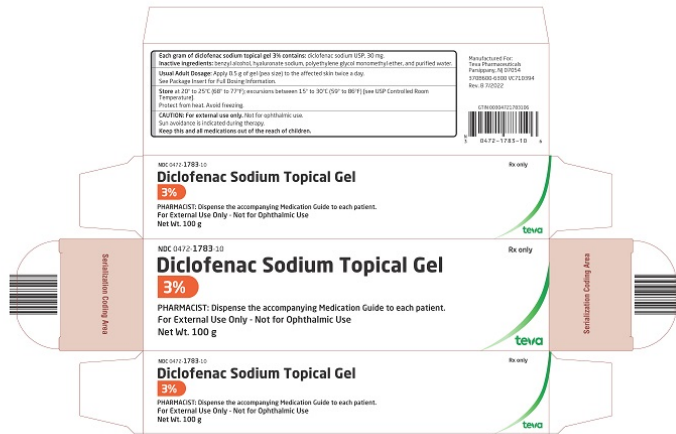 Each gram of diclofenac sodium topical gel 3% contains: diclofenac sodium USP, 30 mg.
Inactive ingredients: benzyl alcohol, hyaluronate sodium, polyethylene glycol monomethyl ether, and purified water.
Usual Adult Dosage: Apply 0.5 g of gel (pea size) to the affected skin twice a day.
See Package Insert for Full Dosing Information.
Store at 20° to 25°C (68° to 77°F); excursions between 15° to 30°C (59° to 86°F) [see USP Controlled Room
Temperature].
Protect from heat. Avoid freezing.
CAUTION: For external use only. Not for ophthalmic use.
Sun avoidance is indicated during therapy.
Keep this and all medications out of the reach of children.
Manufactured For:
Teva Pharmaceuticals
Parsippany, NJ 07054
Rev. B 7/2022
0472-1783-10
NDC 0472-1783-10
Rx only
Diclofenac Sodium Topical Gel
3%
PHARMACIST: Dispense the accompanying Medication Guide to each patient.
For External Use Only - Not for Ophthalmic Use
Net Wt. 100 g
teva
Serialization Coding Area
NDC 0472-1783-10
Rx only
Diclofenac Sodium Topical Gel
3%
PHARMACIST: Dispense the accompanying Medication Guide to each patient.
For External Use Only - Not for Ophthalmic Use
Net Wt. 100 g
teva
Serialization Coding Area
NDC 0472-1783-10
Rx only
Diclofenac Sodium Topical Gel
3%
PHARMACIST: Dispense the accompanying Medication Guide to each patient.
For External Use Only - Not for Ophthalmic Use
Net Wt. 100 g
teva